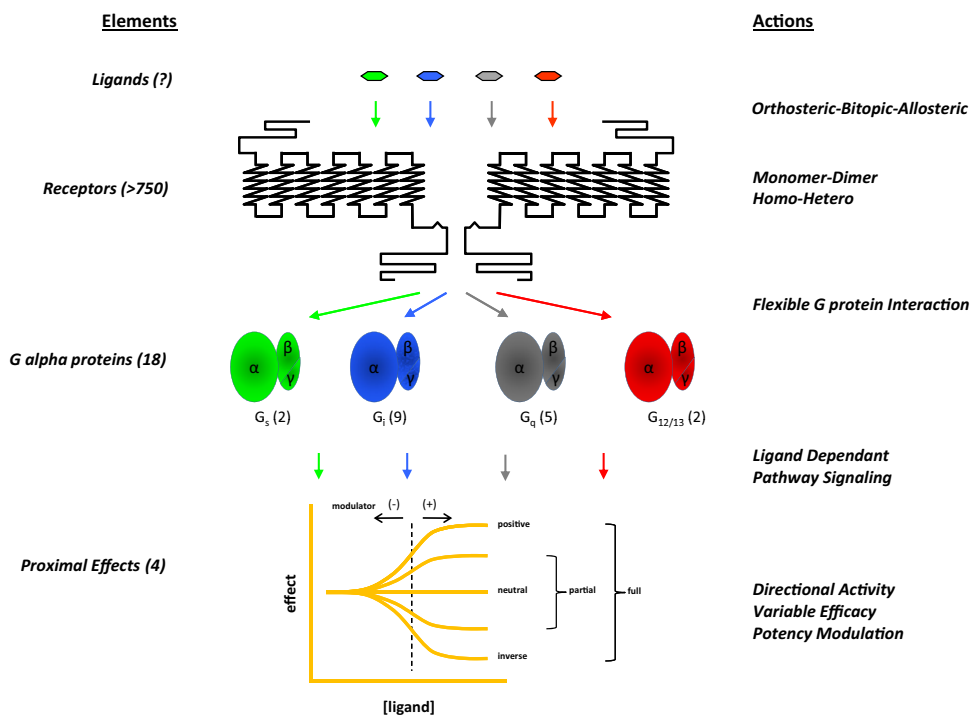 Elements
Actions
Ligands (?)
Orthosteric-Bitopic-Allosteric
Receptors (>750)
Monomer-Dimer
Homo-Hetero
Flexible G protein Interaction
G alpha proteins (18)
α β γ
α β γ
α β γ
α β γ
Gs (2)
Gi (9)
Gq (5)
G12/13 (2)
Ligand Dependant
Pathway Signaling
modulator (-) (+)
positive
Proximal Effects (4)
effect
neutral
partial
full
inverse
Directional Activity
Variable Efficacy
Potency Modulation
[ligand]